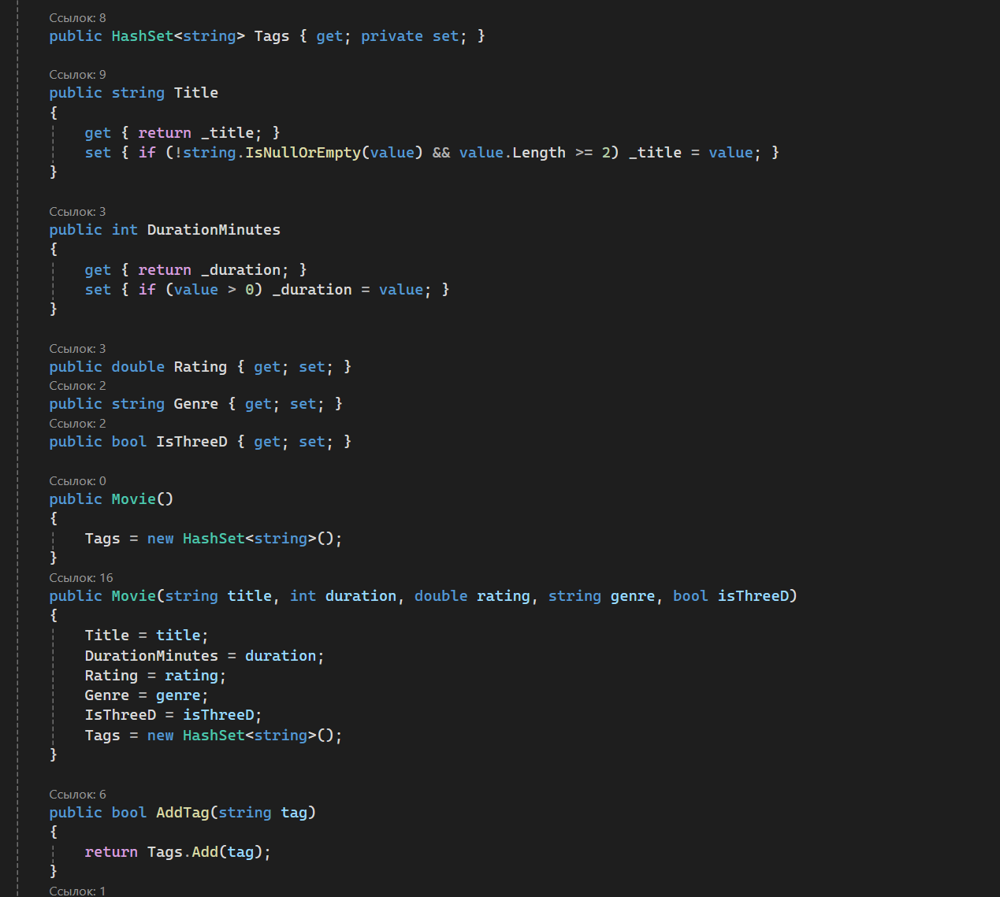 Ссылок: 8
public HashSet<string> Tags { get; private set; }
Ссылок: 9
public string Title
{
get { return _title; }
set { if (!string.IsNullOrEmpty(value) && value.Length >= 2) _title = value; }
}
Ссылок: 3
public int DurationMinutes
{
get { return _duration; }
set { if (value > 0) _duration = value; }
}
Ссылок: 3
public double Rating { get; set; }
Ссылок: 2
public string Genre { get; set; }
Ссылок: 2
public bool IsThreeD { get; set; }
Ссылок: 0
public Movie()
{
Tags = new HashSet<string>();
}
Ссылок: 16
public Movie(string title, int duration, double rating, string genre, bool isThreeD)
{
Title = title;
DurationMinutes = duration;
Rating = rating;
Genre = genre;
IsThreeD = isThreeD;
Tags = new HashSet<string>();
}
Ссылок: 6
public bool AddTag(string tag)
{
return Tags.Add(tag);
}
Ссылок: 1